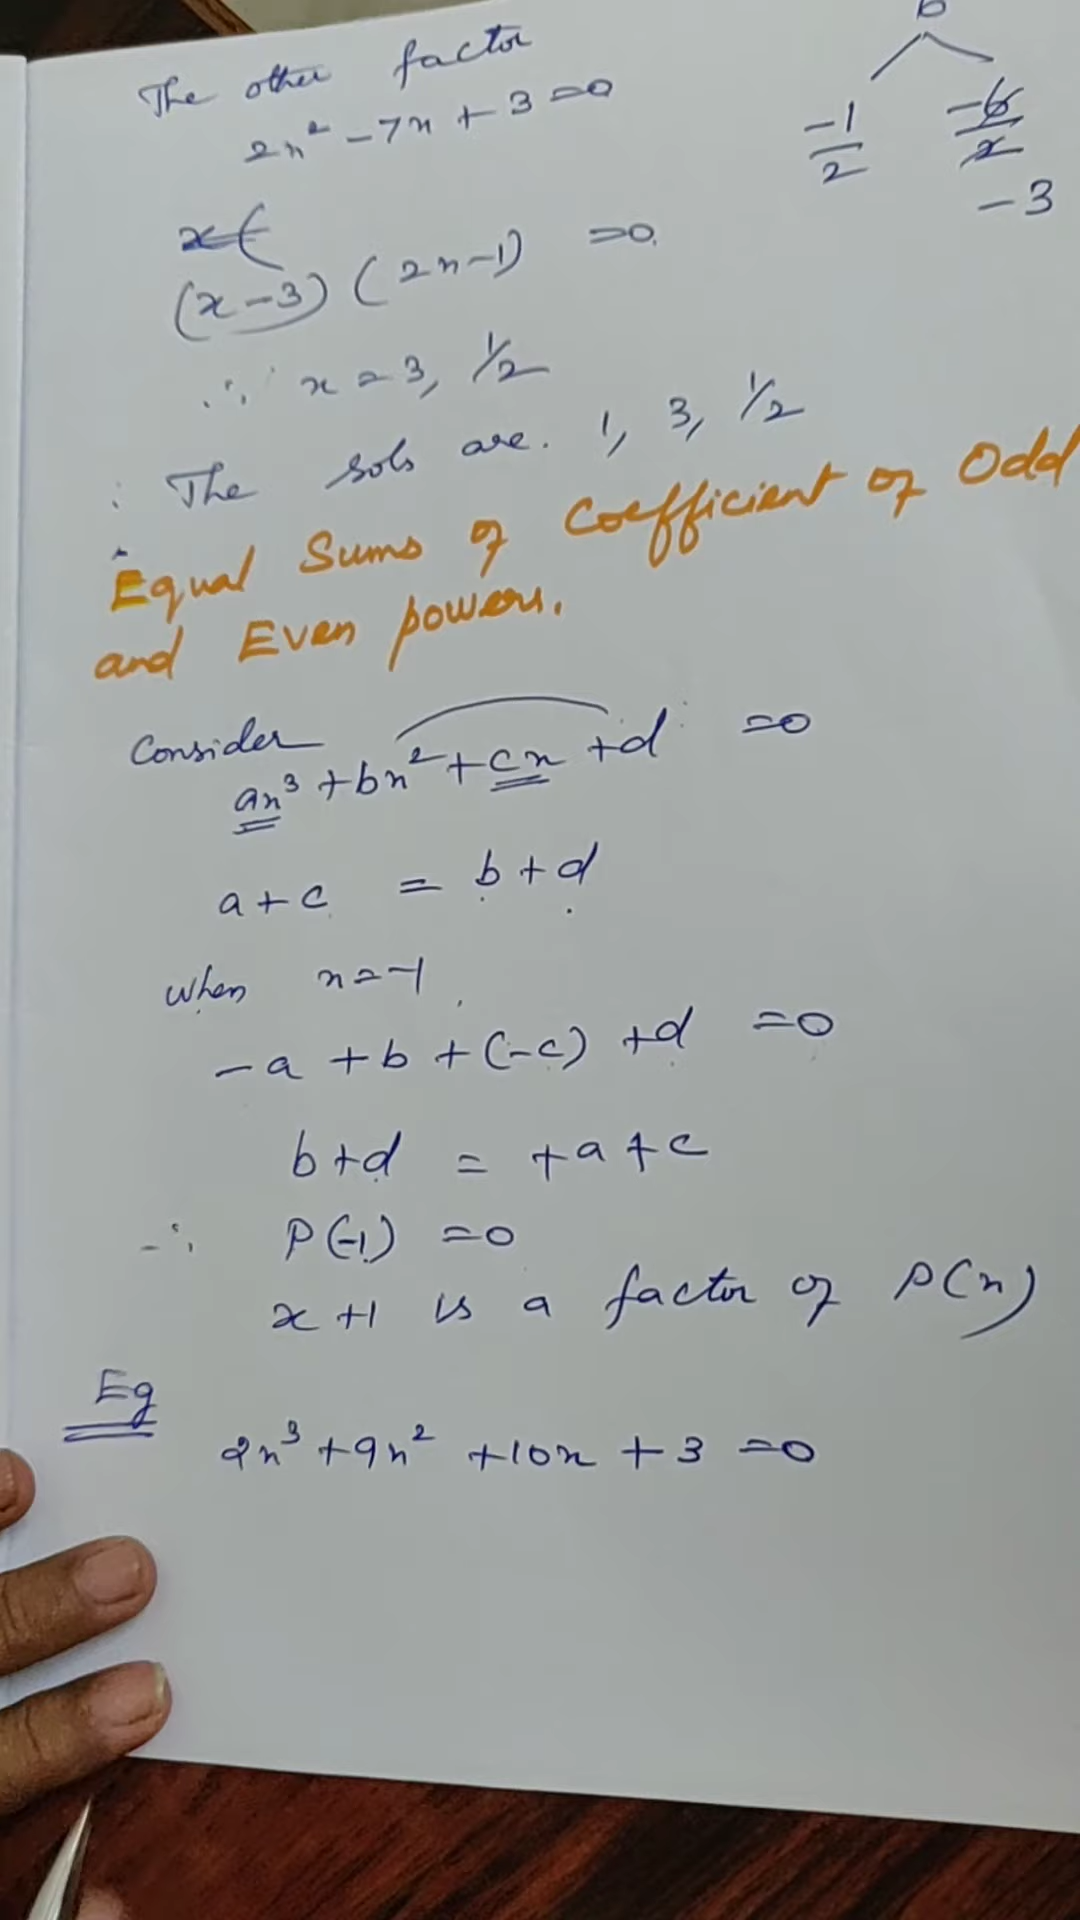 The other factor
2x² - 7x + 3 = 0
6
-1/2 -6/2
-3
x(
(x-3) (2x-1) = 0.
∴ x = 3, 1/2
∴ The sols are. 1, 3, 1/2
Equal Sums of Coefficient of Odd
and Even powers.
Consider
ax³ + bx² + cx + d = 0
a + c = b + d
when x = -1,
-a + b + (-c) + d = 0
b + d = +a + c
∴ P(-1) = 0
x + 1 is a factor of P(x)
Eg
2x³ + 9x² + 10x + 3 = 0